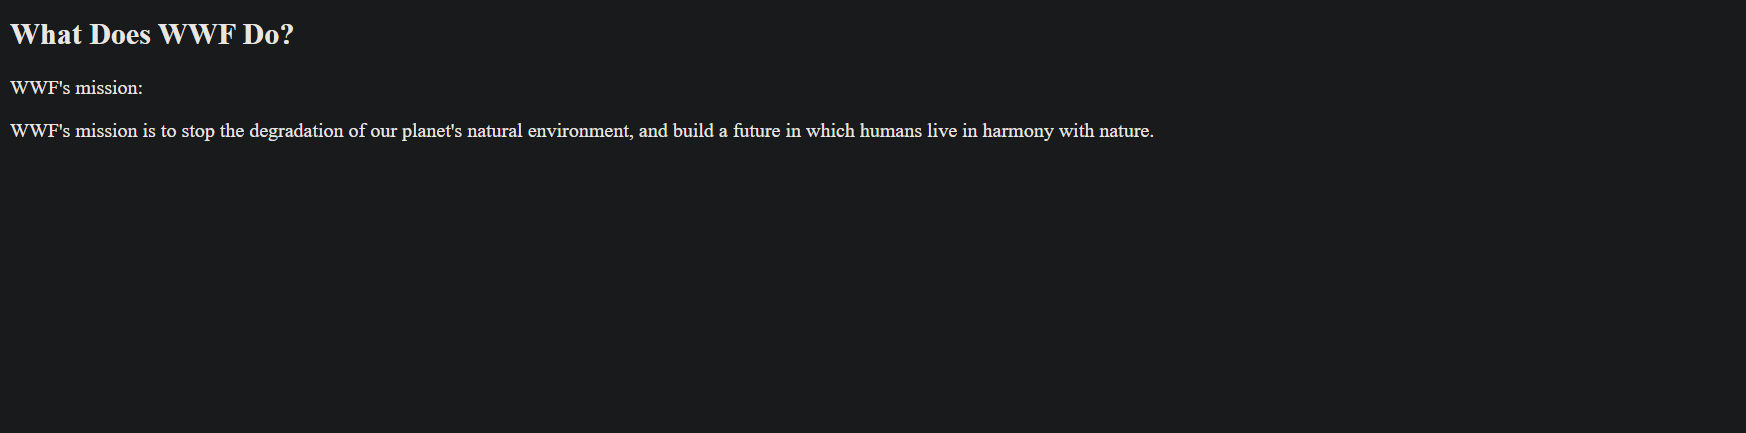 What Does WWF Do?
WWF's mission:
WWF's mission is to stop the degradation of our planet's natural environment, and build a future in which humans live in harmony with nature.